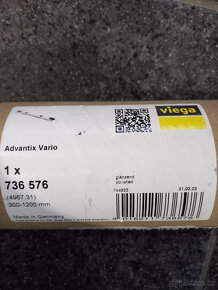 viega
Advantix Vario
1 x
736 576
(4967.31)
300-1200 mm
glänzend
polished
744833
21.02.22
Made in Germany